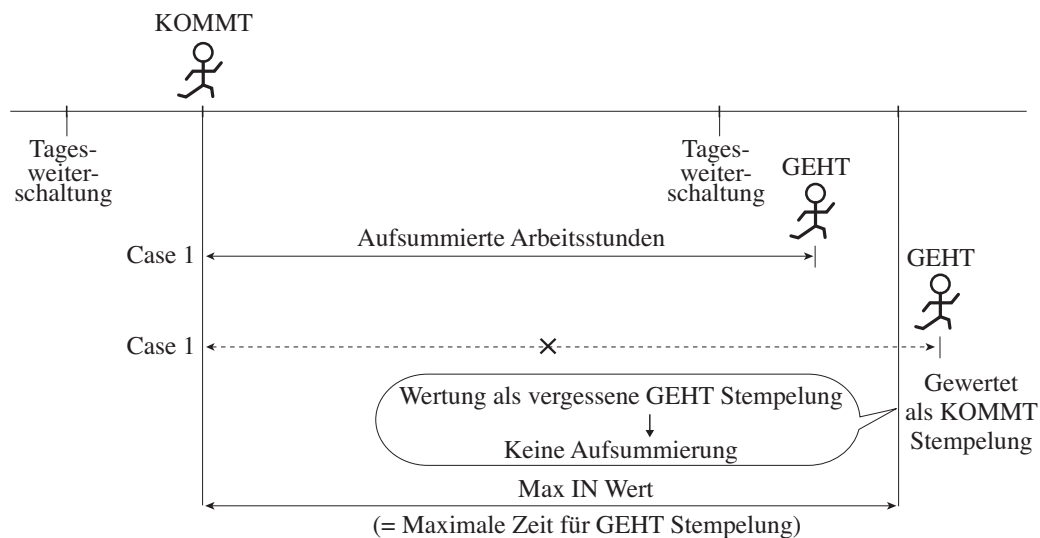 KOMMT
Tages-
weiter-
schaltung
Tages-
weiter-
schaltung
GEHT
Case 1
Aufsummierte Arbeitsstunden
GEHT
Case 1
Wertung als vergessene GEHT Stempelung
Keine Aufsummierung
Gewertet
als KOMMT
Stempelung
Max IN Wert
(= Maximale Zeit für GEHT Stempelung)